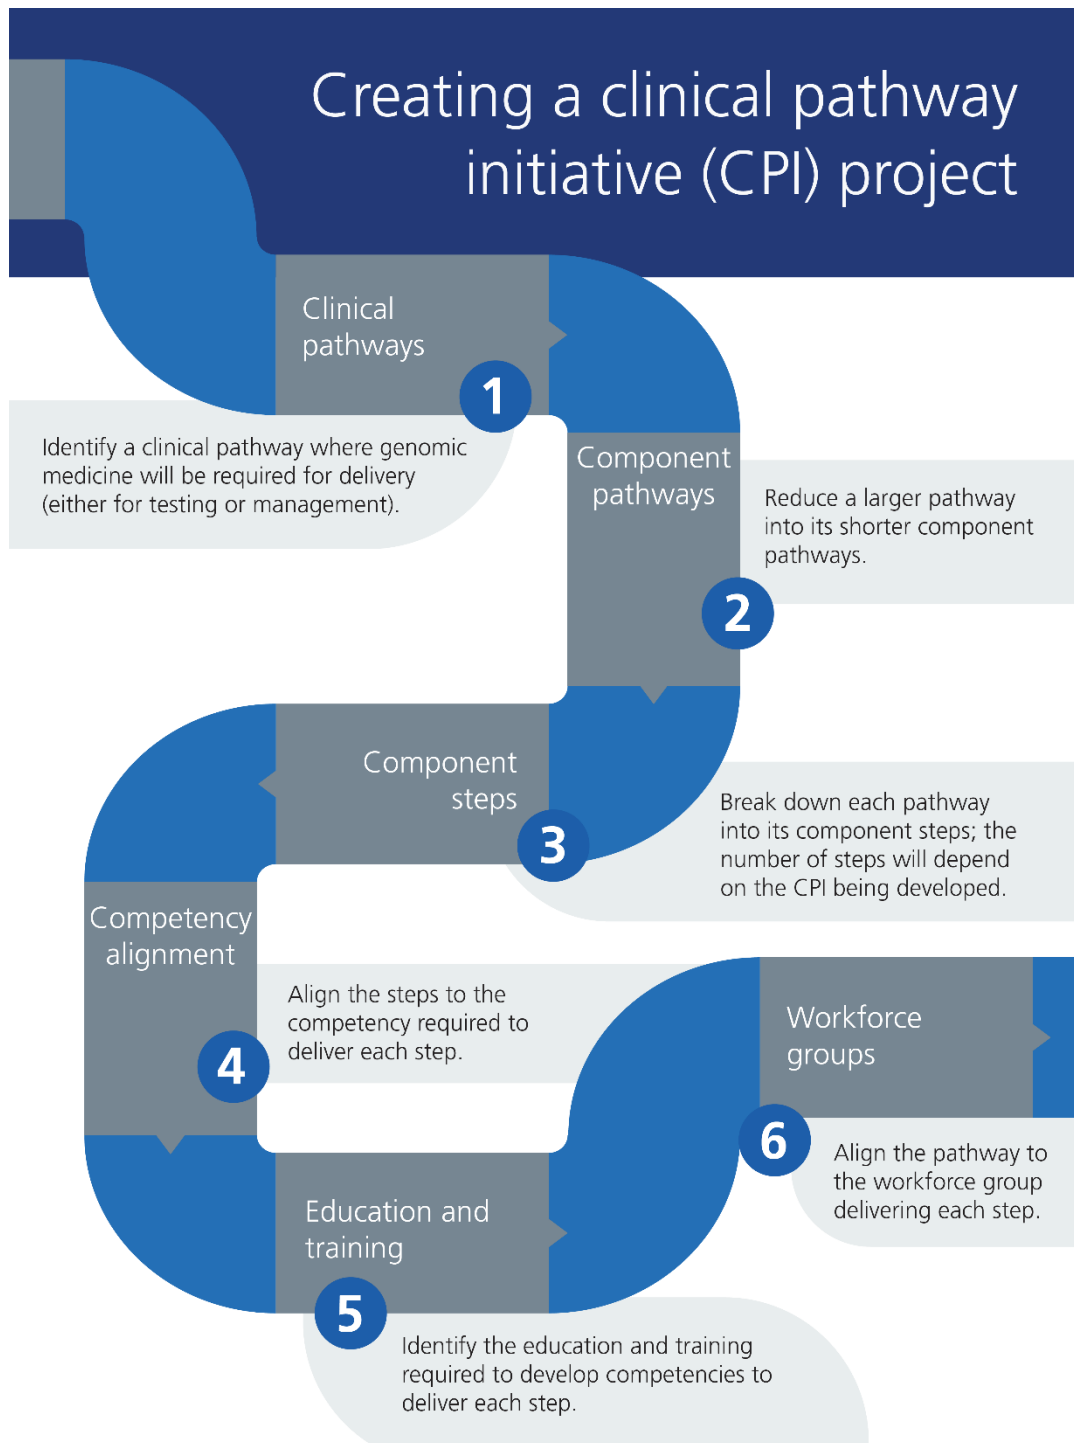 Creating a clinical pathway
initiative (CPI) project
Clinical
pathways
1
Identify a clinical pathway where genomic
medicine will be required for delivery
(either for testing or management).
Component
pathways
2
Reduce a larger pathway
into its shorter component
pathways.
Component
steps
3
Break down each pathway
into its component steps; the
number of steps will depend
on the CPI being developed.
Competency
alignment
4
Align the steps to the
competency required to
deliver each step.
Education and
training
5
Identify the education and training
required to develop competencies to
deliver each step.
Workforce
groups
6
Align the pathway to
the workforce group
delivering each step.